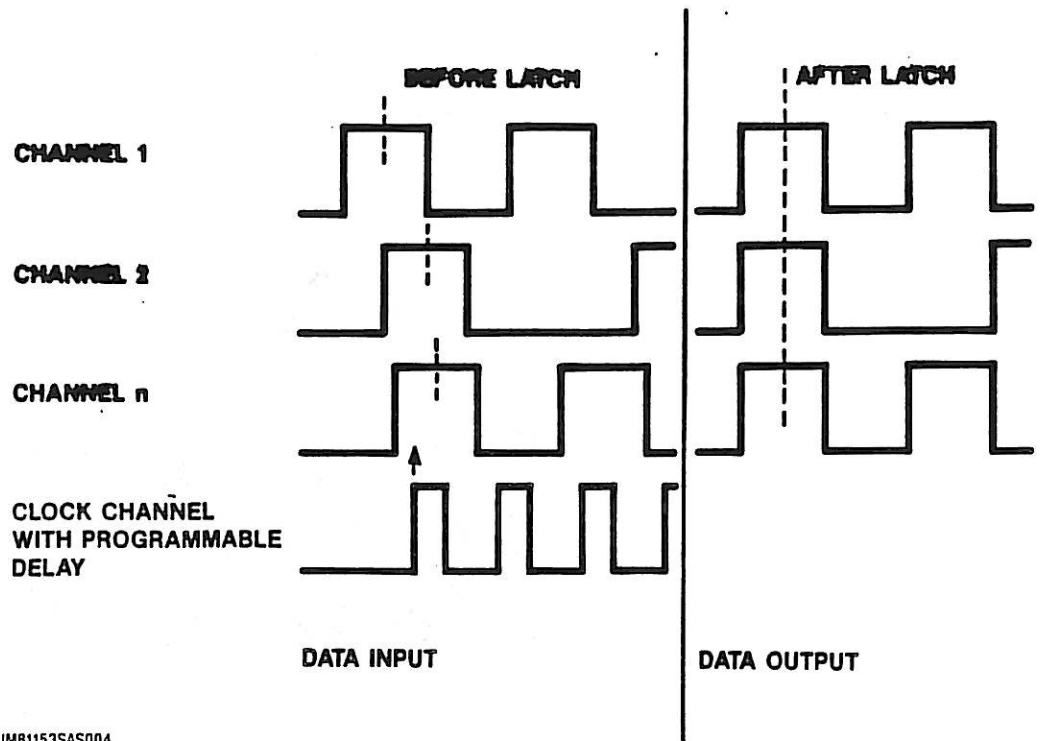 BEFORE LATCH
AFTER LATCH
CHANNEL 1
CHANNEL 2
CHANNEL n
CLOCK CHANNEL
WITH PROGRAMMABLE
DELAY
DATA INPUT
DATA OUTPUT